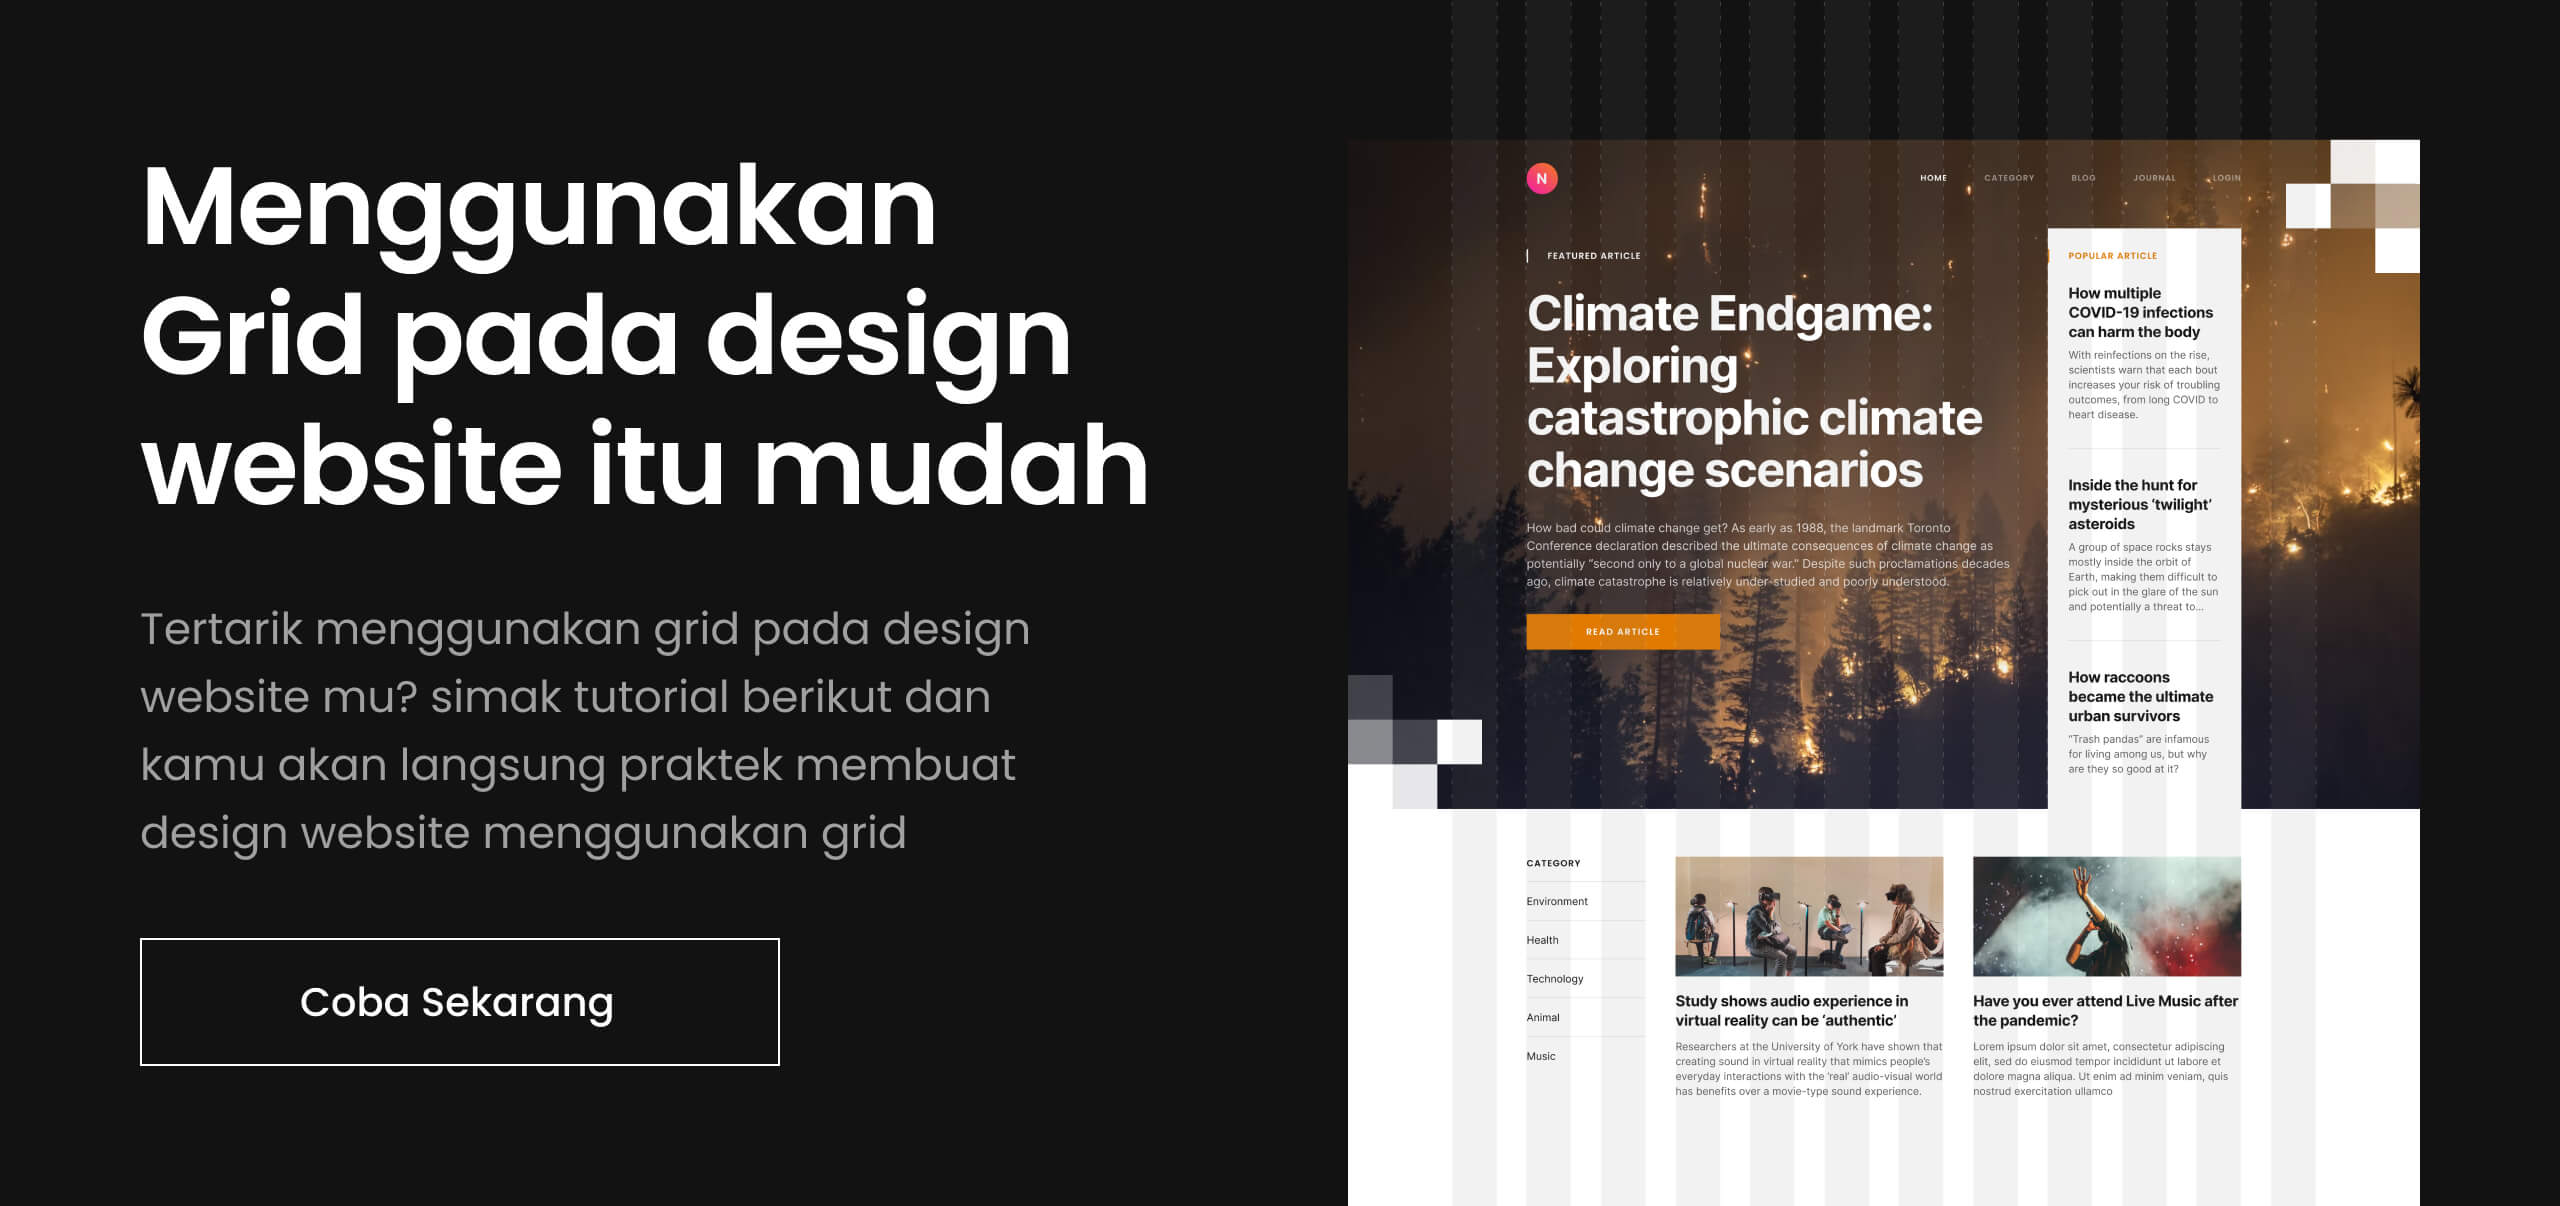 Menggunakan
Grid pada design
website itu mudah
Tertarik menggunakan grid pada design
website mu? simak tutorial berikut dan
kamu akan langsung praktek membuat
design website menggunakan grid
Coba Sekarang
N
HOME CATEGORY BLOG JOURNAL LOGIN
FEATURED ARTICLE
Climate Endgame:
Exploring
catastrophic climate
change scenarios
How bad could climate change get? As early as 1988, the landmark Toronto
Conference declaration described the ultimate consequences of climate change as
potentially “second only to a global nuclear war.” Despite such proclamations decades
ago, climate catastrophe is relatively under-studied and poorly understood.
READ ARTICLE
POPULAR ARTICLE
How multiple
COVID-19 infections
can harm the body
With reinfections on the rise,
scientists warn that each bout
increases your risk of troubling
outcomes, from long COVID to
heart disease.
Inside the hunt for
mysterious ‘twilight’
asteroids
A group of space rocks stays
mostly inside the orbit of
Earth, making them difficult to
pick out in the glare of the sun
and potentially a threat to...
How raccoons
became the ultimate
urban survivors
“Trash pandas” are infamous
for living among us, but why
are they so good at it?
CATEGORY
Environment
Health
Technology
Animal
Music
Study shows audio experience in
virtual reality can be ‘authentic’
Researchers at the University of York have shown that
creating sound in virtual reality that mimics people’s
everyday interactions with the ‘real’ audio-visual world
has benefits over a movie-type sound experience.
Have you ever attend Live Music after
the pandemic?
Lorem ipsum dolor sit amet, consectetur adipiscing
elit, sed do eiusmod tempor incididunt ut labore et
dolore magna aliqua. Ut enim ad minim veniam, quis
nostrud exercitation ullamco